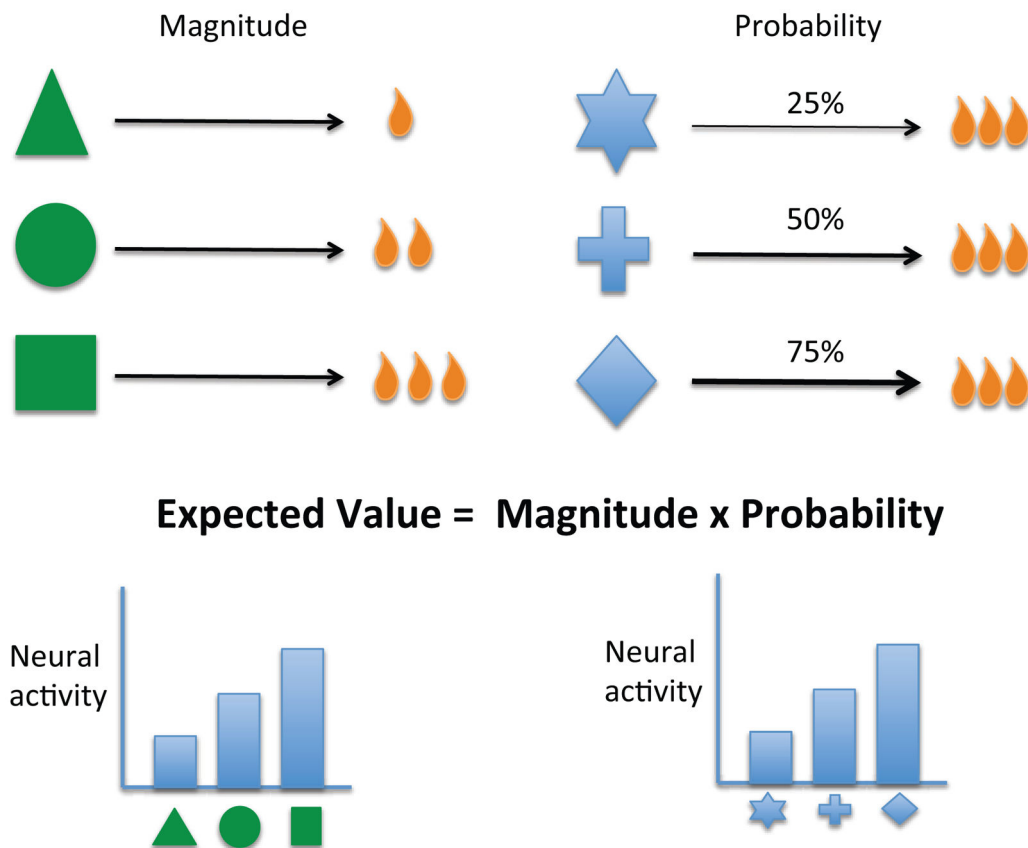 Magnitude
Probability
25%
50%
75%
Expected Value = Magnitude x Probability
Neural
activity
Neural
activity